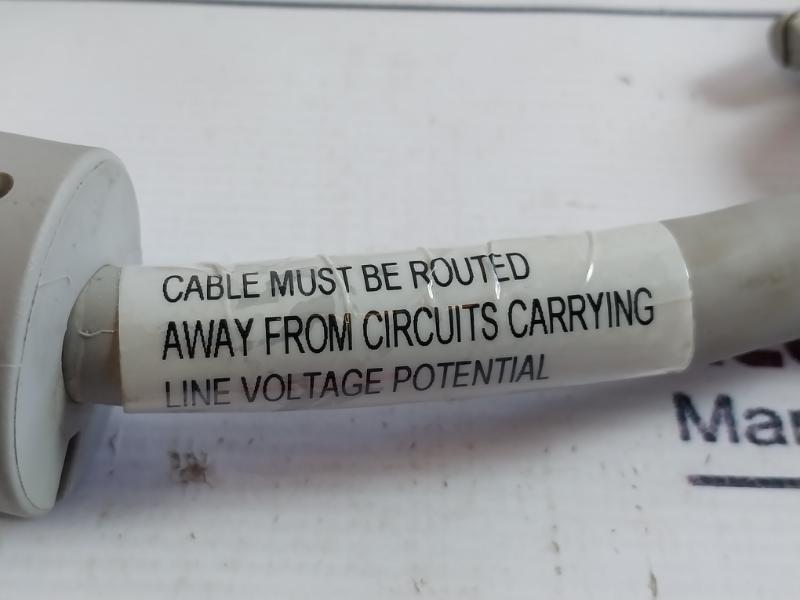 CABLE MUST BE ROUTED
AWAY FROM CIRCUITS CARRYING
LINE VOLTAGE POTENTIAL